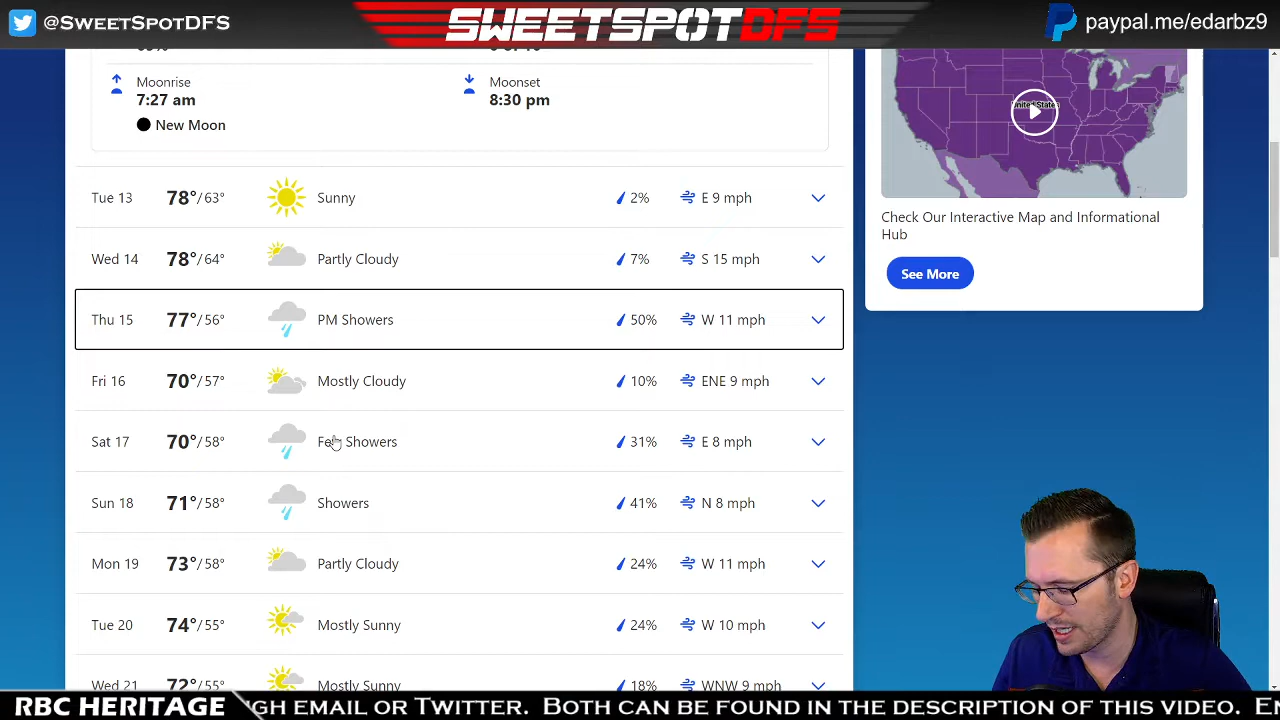 @SweetSpotDFS
SWEETSPOTDFS
paypal.me/edarbz9
Moonrise
7:27 am
Moonset
8:30 pm
New Moon
Tue 13 78°/63° Sunny 2% E 9 mph
Wed 14 78°/64° Partly Cloudy 7% S 15 mph
Thu 15 77°/56° PM Showers 50% W 11 mph
Fri 16 70°/57° Mostly Cloudy 10% ENE 9 mph
Sat 17 70°/58° Few Showers 31% E 8 mph
Sun 18 71°/58° Showers 41% N 8 mph
Mon 19 73°/58° Partly Cloudy 24% W 11 mph
Tue 20 74°/55° Mostly Sunny 24% W 10 mph
Wed 21 72°/55° Mostly Sunny 18% WNW 9 mph
United States
Check Our Interactive Map and Informational
Hub
See More
RBC HERITAGE
GH EMAIL OR TWITTER. BOTH CAN BE FOUND IN THE DESCRIPTION OF THIS VIDEO.